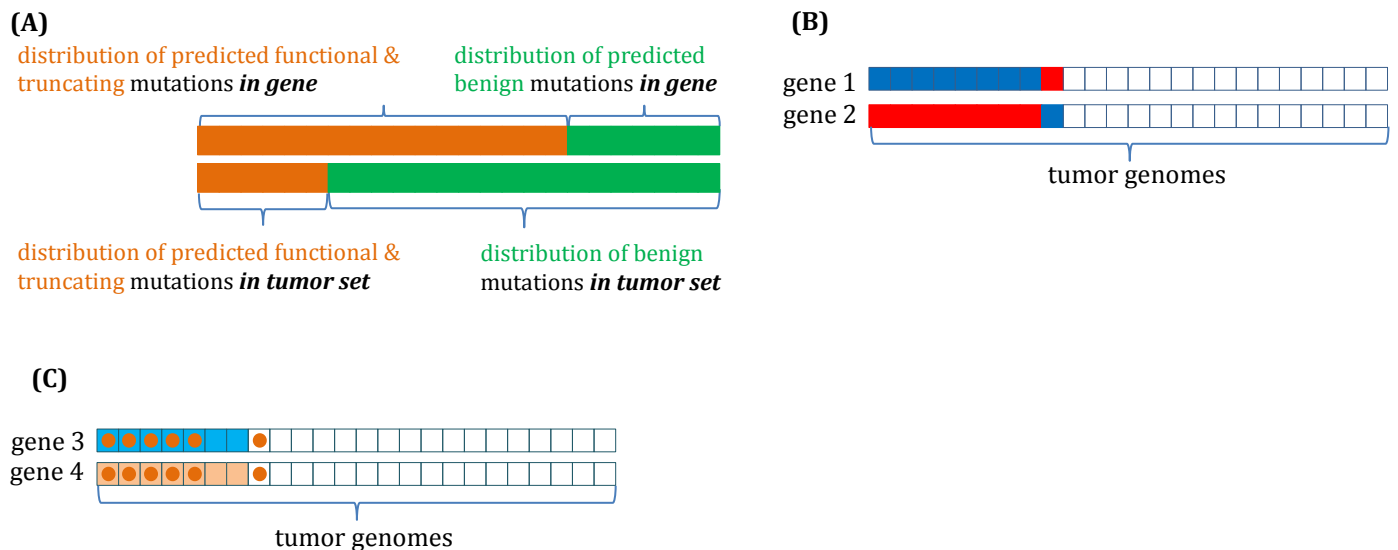 (A)
distribution of predicted functional &
truncating mutations in gene
distribution of predicted
benign mutations in gene
distribution of predicted functional &
truncating mutations in tumor set
distribution of benign
mutations in tumor set
(B)
gene 1
gene 2
tumor genomes
(C)
gene 3
gene 4
tumor genomes